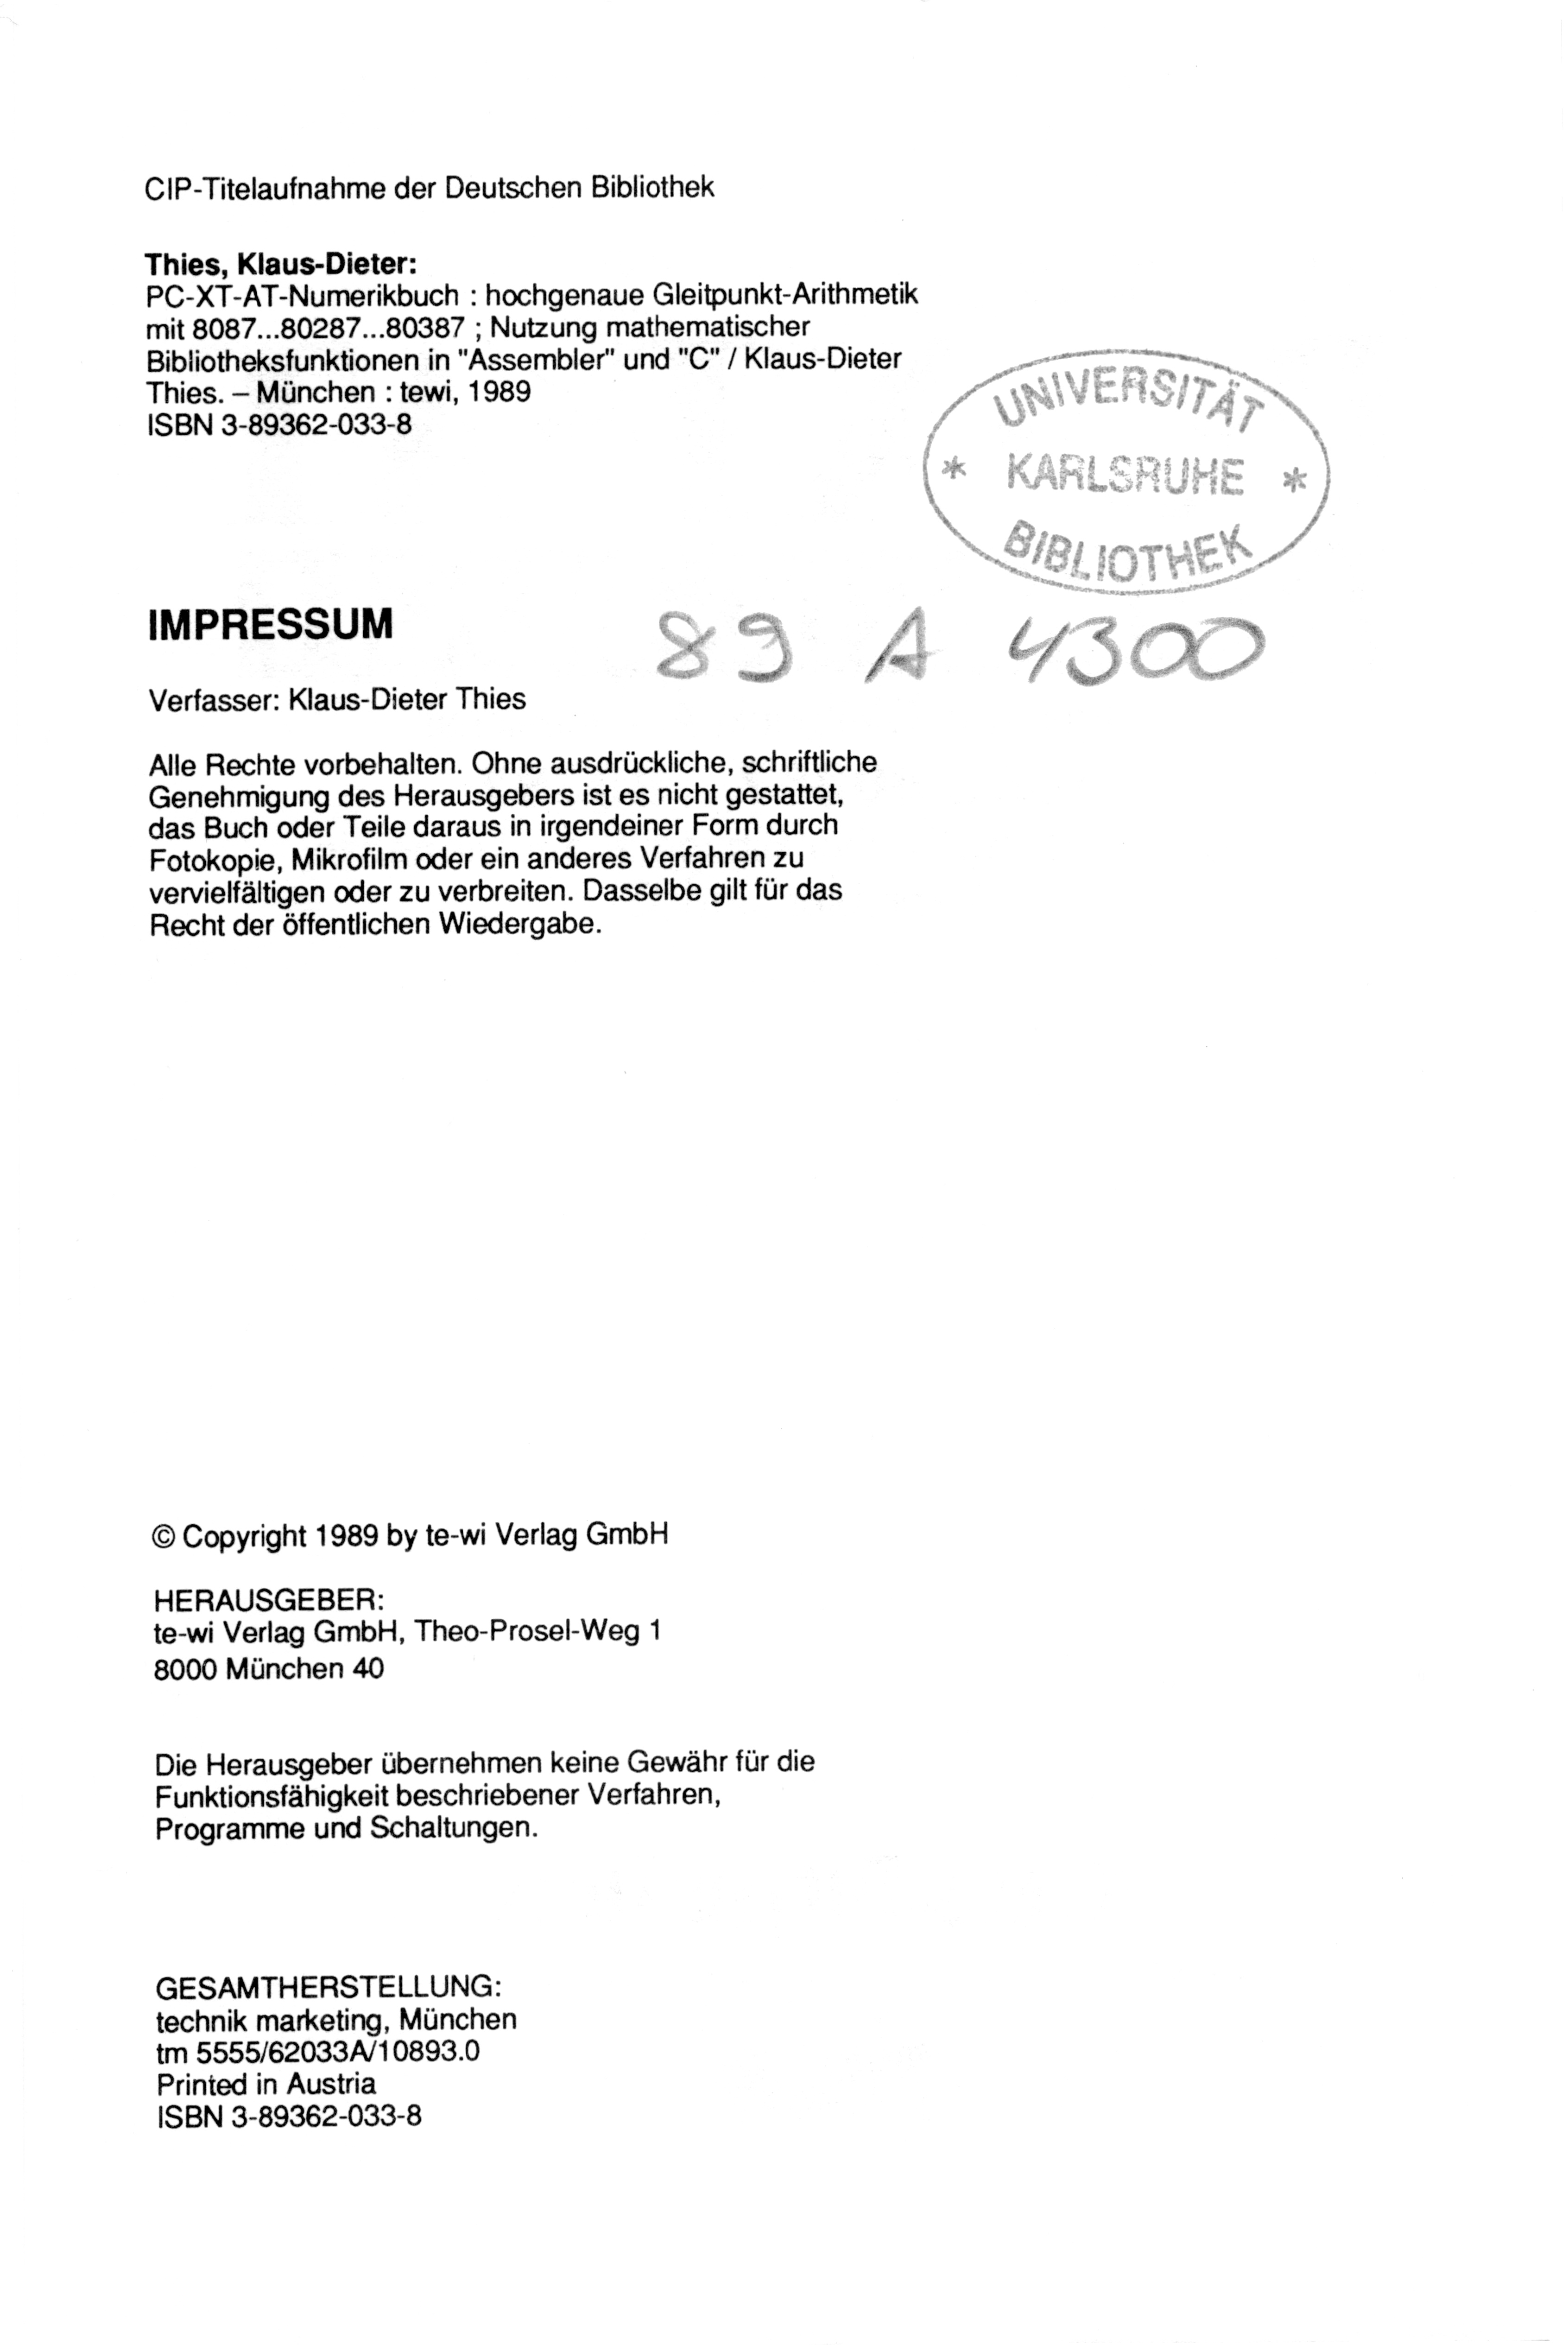 CIP-Titelaufnahme der Deutschen Bibliothek
Thies, Klaus-Dieter:
PC-XT-AT-Numerikbuch : hochgenaue Gleitpunkt-Arithmetik
mit 8087...80287...80387 ; Nutzung mathematischer
Bibliotheksfunktionen in "Assembler" und "C" / Klaus-Dieter
Thies. – München : tewi, 1989
ISBN 3-89362-033-8
UNIVERSITÄT
* KARLSRUHE *
BIBLIOTHEK
IMPRESSUM
89 A 4300
Verfasser: Klaus-Dieter Thies
Alle Rechte vorbehalten. Ohne ausdrückliche, schriftliche
Genehmigung des Herausgebers ist es nicht gestattet,
das Buch oder Teile daraus in irgendeiner Form durch
Fotokopie, Mikrofilm oder ein anderes Verfahren zu
vervielfältigen oder zu verbreiten. Dasselbe gilt für das
Recht der öffentlichen Wiedergabe.
© Copyright 1989 by te-wi Verlag GmbH
HERAUSGEBER:
te-wi Verlag GmbH, Theo-Prosel-Weg 1
8000 München 40
Die Herausgeber übernehmen keine Gewähr für die
Funktionsfähigkeit beschriebener Verfahren,
Programme und Schaltungen.
GESAMTHERSTELLUNG:
technik marketing, München
tm 5555/62033A/10893.0
Printed in Austria
ISBN 3-89362-033-8